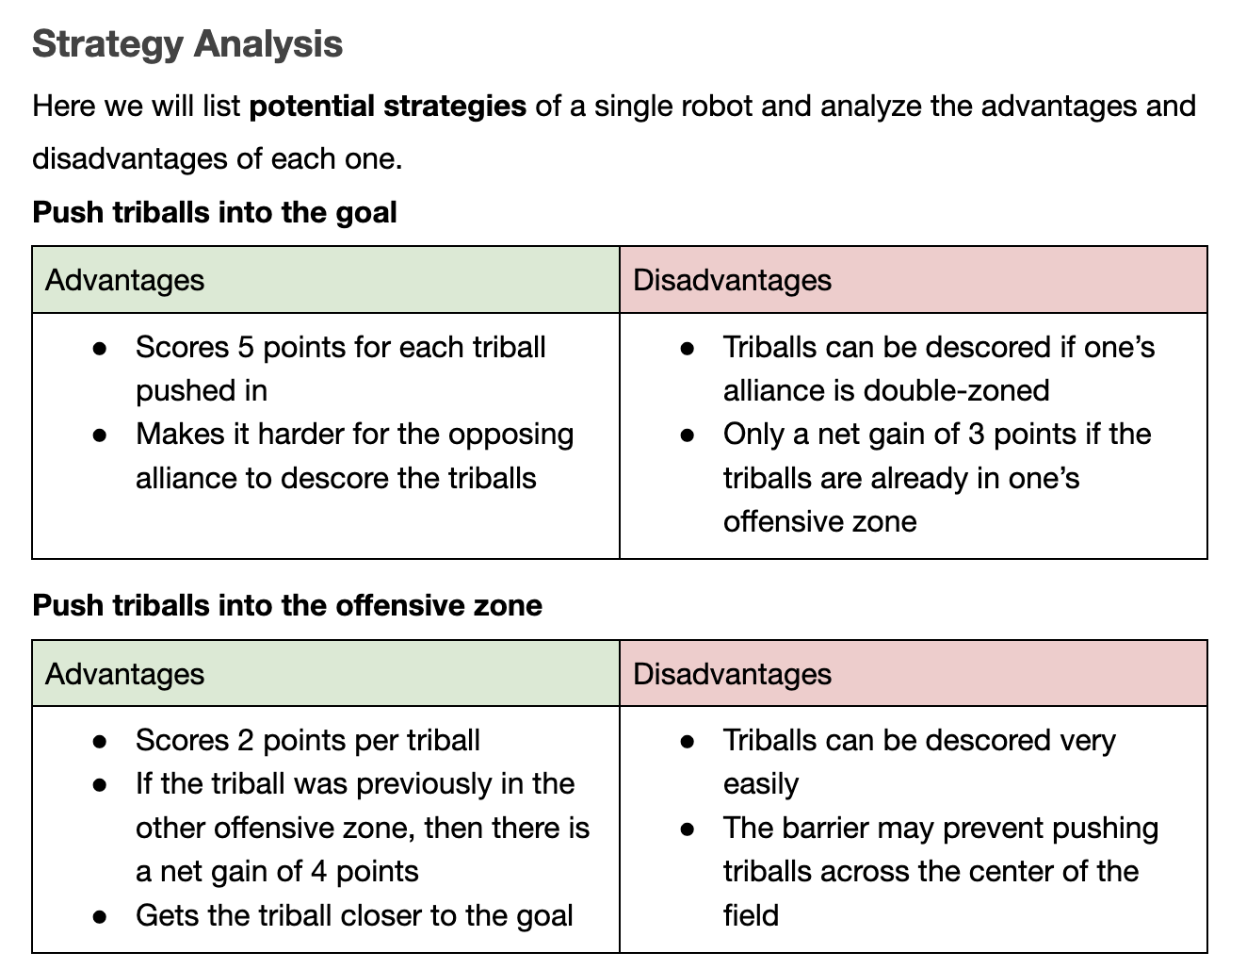 Strategy Analysis
Here we will list potential strategies of a single robot and analyze the advantages and
disadvantages of each one.
Push triballs into the goal
Advantages
Disadvantages
● Scores 5 points for each triball
pushed in
● Makes it harder for the opposing
alliance to descore the triballs
● Triballs can be descored if one’s
alliance is double-zoned
● Only a net gain of 3 points if the
triballs are already in one’s
offensive zone
Push triballs into the offensive zone
Advantages
Disadvantages
● Scores 2 points per triball
● If the triball was previously in the
other offensive zone, then there is
a net gain of 4 points
● Gets the triball closer to the goal
● Triballs can be descored very
easily
● The barrier may prevent pushing
triballs across the center of the
field